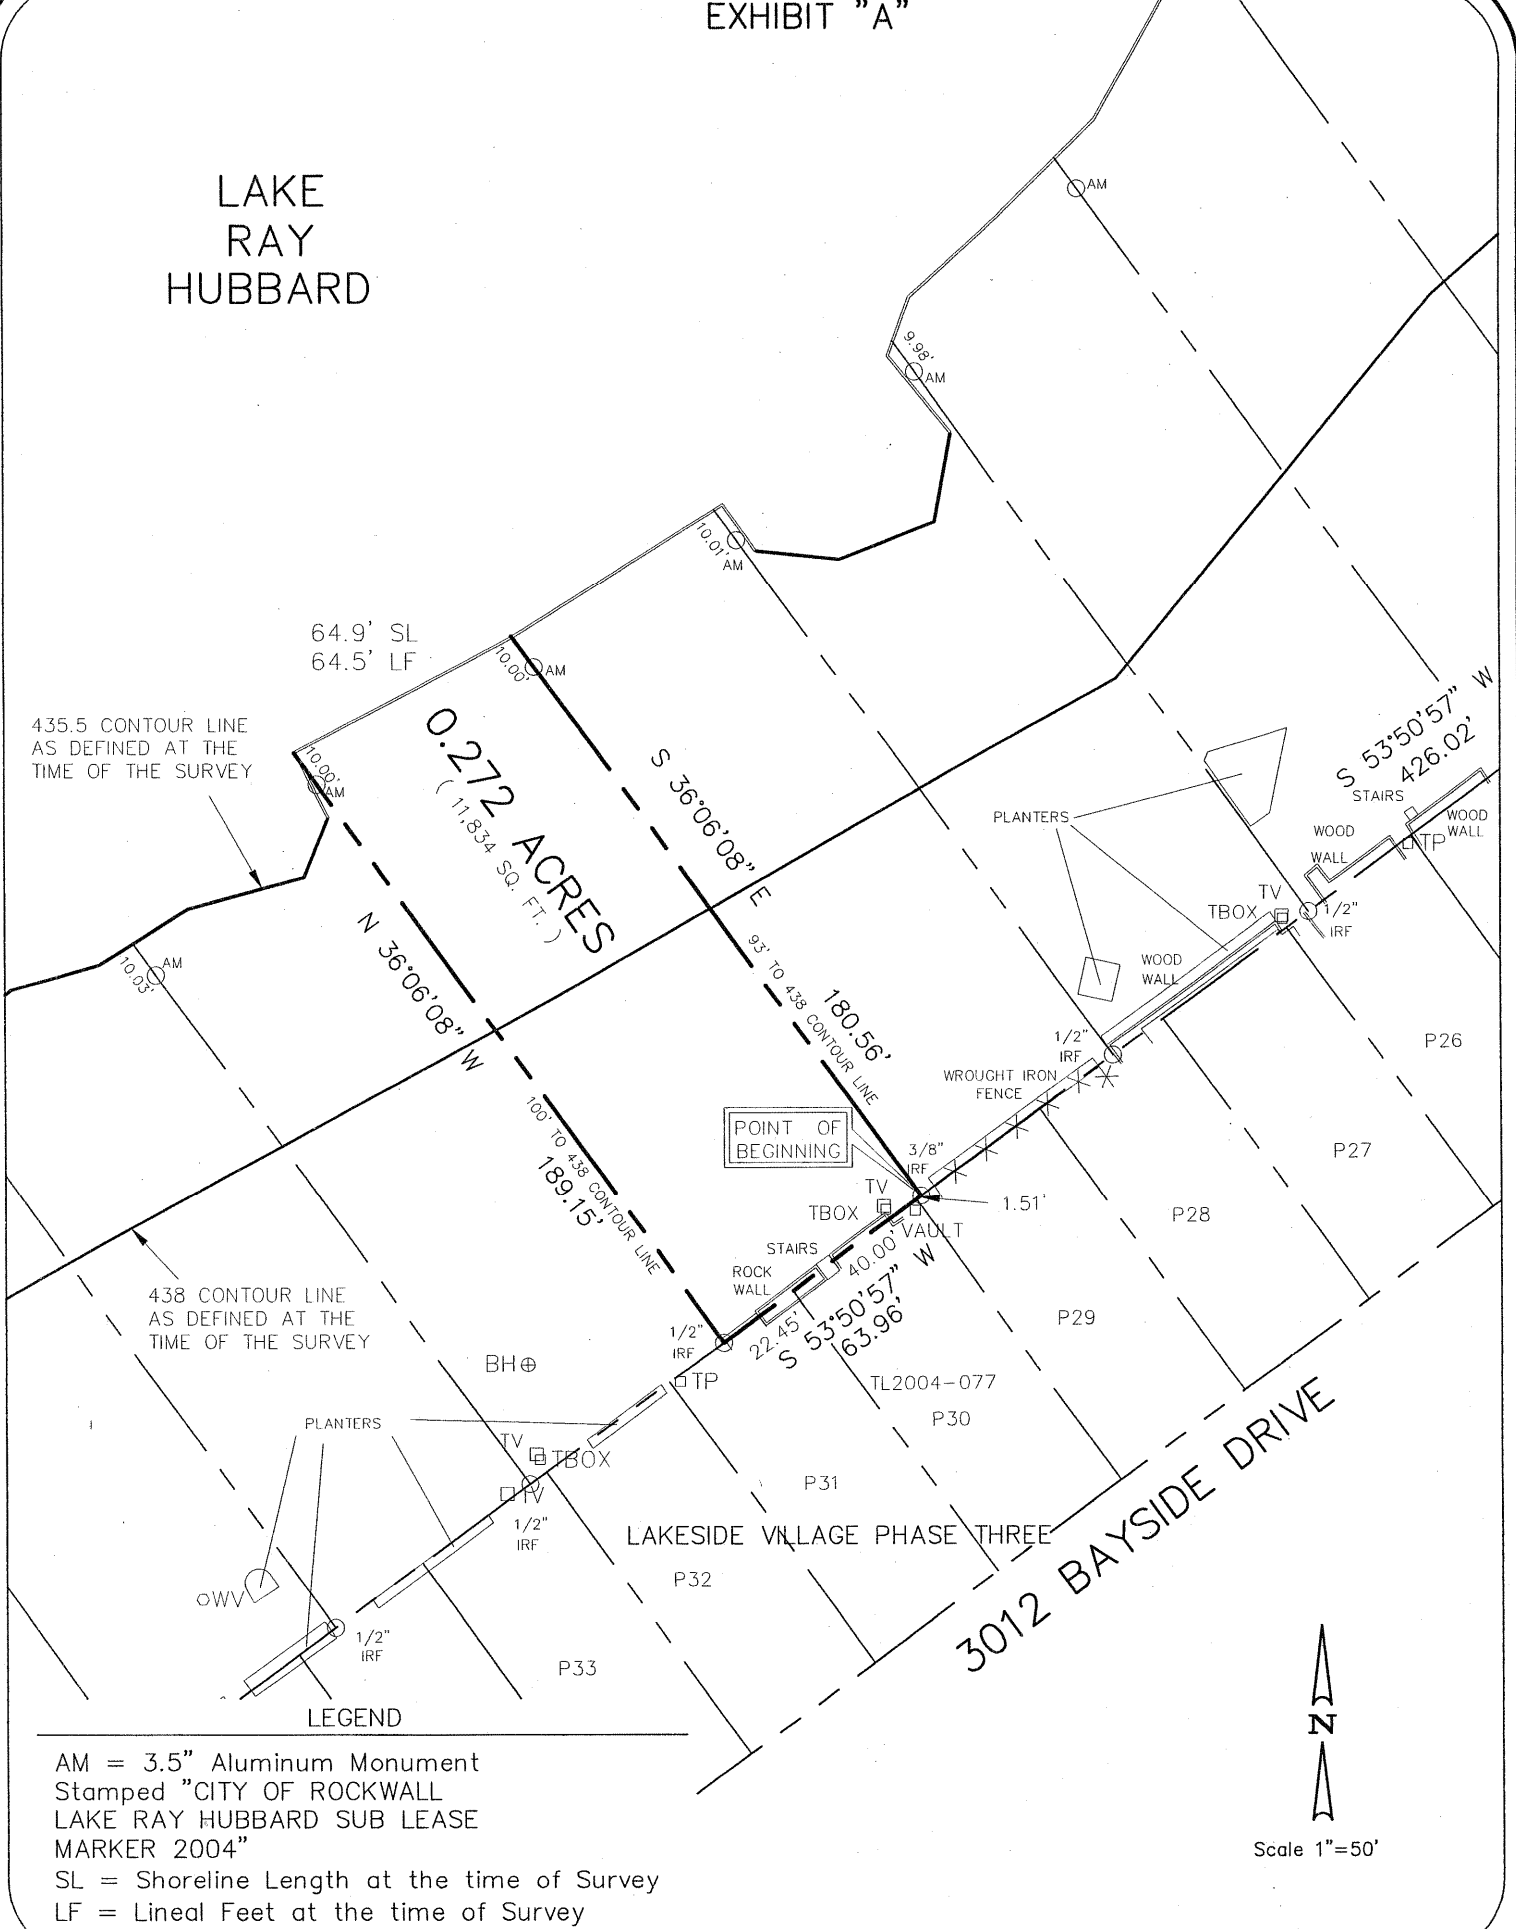 EXHIBIT "A"
LAKE
RAY
HUBBARD
AM
9.98'
AM
10.01'
AM
64.9' SL
64.5' LF
10.00'
AM
435.5 CONTOUR LINE
AS DEFINED AT THE
TIME OF THE SURVEY
10.00'
AM
0.272 ACRES
( 11,834 SQ. FT. )
S 36°06'08" E
S 53°50'57" W
426.02'
STAIRS
WOOD
WALL
WOOD
WALL
TP
PLANTERS
TV
TBOX
1/2"
IRF
10.03'
AM
N 36°06'08" W
93' TO 438 CONTOUR LINE
180.56'
WOOD
WALL
1/2"
IRF
P26
WROUGHT IRON
FENCE
100' TO 438 CONTOUR LINE
189.15'
POINT OF
BEGINNING
3/8"
IRF
P27
TV
TBOX
1.51'
VAULT
P28
STAIRS
40.00'
ROCK
WALL
438 CONTOUR LINE
AS DEFINED AT THE
TIME OF THE SURVEY
22.45'
S 53°50'57" W
63.96'
P29
1/2"
IRF
BH
TP
TL2004-077
P30
PLANTERS
TV
TBOX
TV
P31
1/2"
IRF
LAKESIDE VILLAGE PHASE THREE
3012 BAYSIDE DRIVE
WV
P32
1/2"
IRF
P33
LEGEND
AM = 3.5" Aluminum Monument
Stamped "CITY OF ROCKWALL
LAKE RAY HUBBARD SUB LEASE
MARKER 2004"
SL = Shoreline Length at the time of Survey
LF = Lineal Feet at the time of Survey
N
Scale 1"=50'